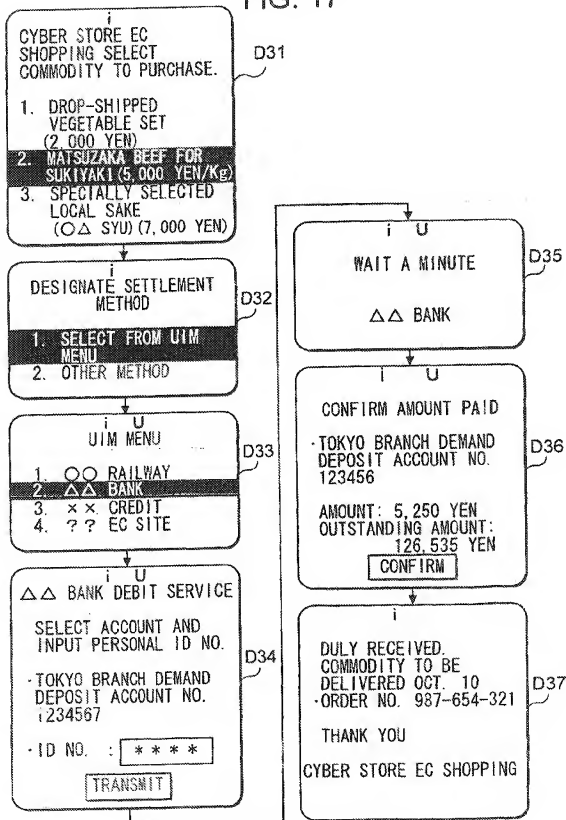 FIG. 17
i
CYBER STORE EC
SHOPPING SELECT
COMMODITY TO PURCHASE.
1. DROP-SHIPPED
VEGETABLE SET
(2,000 YEN)
2. MATSUZAKA BEEF FOR
SUKIYAKI(5,000 YEN/Kg)
3. SPECIALLY SELECTED
LOCAL SAKE
(○△ SYU)(7,000 YEN)
D31
i
DESIGNATE SETTLEMENT
METHOD
1. SELECT FROM UIM
MENU
2. OTHER METHOD
D32
i U
UIM MENU
1. ○○ RAILWAY
2. △△ BANK
3. ×× CREDIT
4. ?? EC SITE
D33
i U
△△ BANK DEBIT SERVICE
SELECT ACCOUNT AND
INPUT PERSONAL ID NO.
·TOKYO BRANCH DEMAND
DEPOSIT ACCOUNT NO.
1234567
·ID NO. : ****
TRANSMIT
D34
i U
WAIT A MINUTE
△△ BANK
D35
i U
CONFIRM AMOUNT PAID
·TOKYO BRANCH DEMAND
DEPOSIT ACCOUNT NO.
123456
AMOUNT: 5,250 YEN
OUTSTANDING AMOUNT:
126,535 YEN
CONFIRM
D36
i
DULY RECEIVED.
COMMODITY TO BE
DELIVERED OCT. 10
·ORDER NO. 987-654-321
THANK YOU
CYBER STORE EC SHOPPING
D37